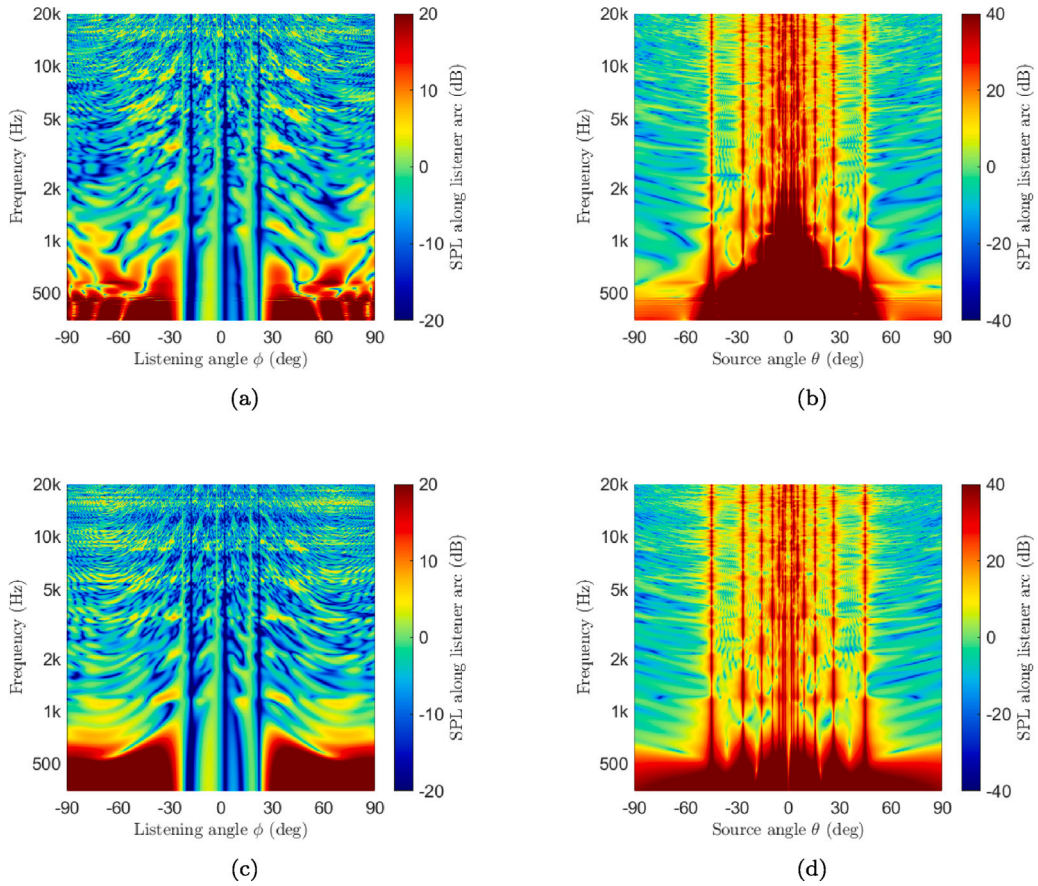 20k
10k
5k
2k
1k
500
Frequency (Hz)
-90 -60 -30 0 30 60 90
Listening angle ϕ (deg)
20
10
0
-10
-20
SPL along listener arc (dB)
(a)
20k
10k
5k
2k
1k
500
Frequency (Hz)
-90 -60 -30 0 30 60 90
Source angle θ (deg)
40
20
0
-20
-40
SPL along listener arc (dB)
(b)
20k
10k
5k
2k
1k
500
Frequency (Hz)
-90 -60 -30 0 30 60 90
Listening angle ϕ (deg)
20
10
0
-10
-20
SPL along listener arc (dB)
(c)
20k
10k
5k
2k
1k
500
Frequency (Hz)
-90 -60 -30 0 30 60 90
Source angle θ (deg)
40
20
0
-20
-40
SPL along listener arc (dB)
(d)